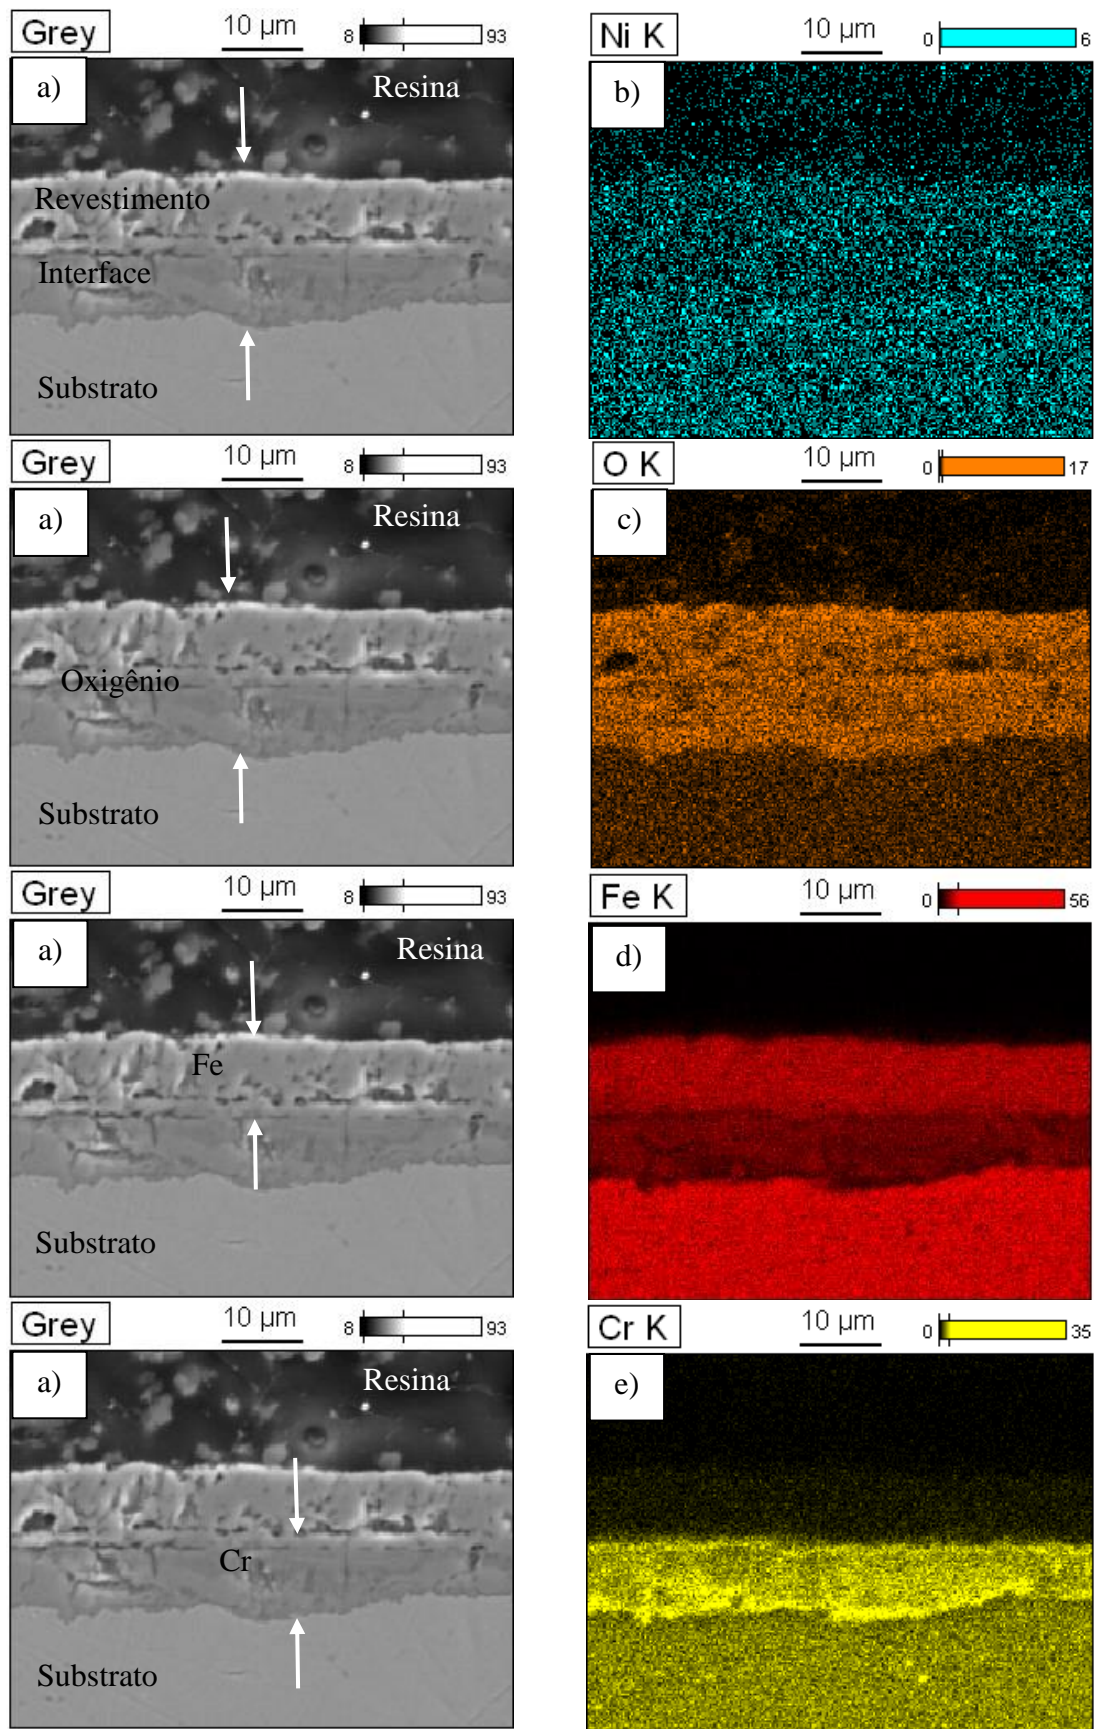 Grey 10 µm 8 93
Ni K 10 µm 0 6
a) Resina
b)
Revestimento
Interface
Substrato
Grey 10 µm 8 93
O K 10 µm 0 17
a) Resina
c)
Oxigênio
Substrato
Grey 10 µm 8 93
Fe K 10 µm 0 56
a) Resina
d)
Fe
Substrato
Grey 10 µm 8 93
Cr K 10 µm 0 35
a) Resina
e)
Cr
Substrato